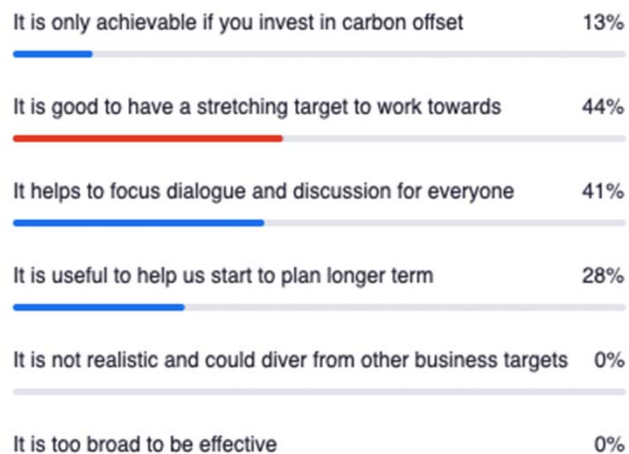 It is only achievable if you invest in carbon offset 13%
It is good to have a stretching target to work towards 44%
It helps to focus dialogue and discussion for everyone 41%
It is useful to help us start to plan longer term 28%
It is not realistic and could diver from other business targets 0%
It is too broad to be effective 0%